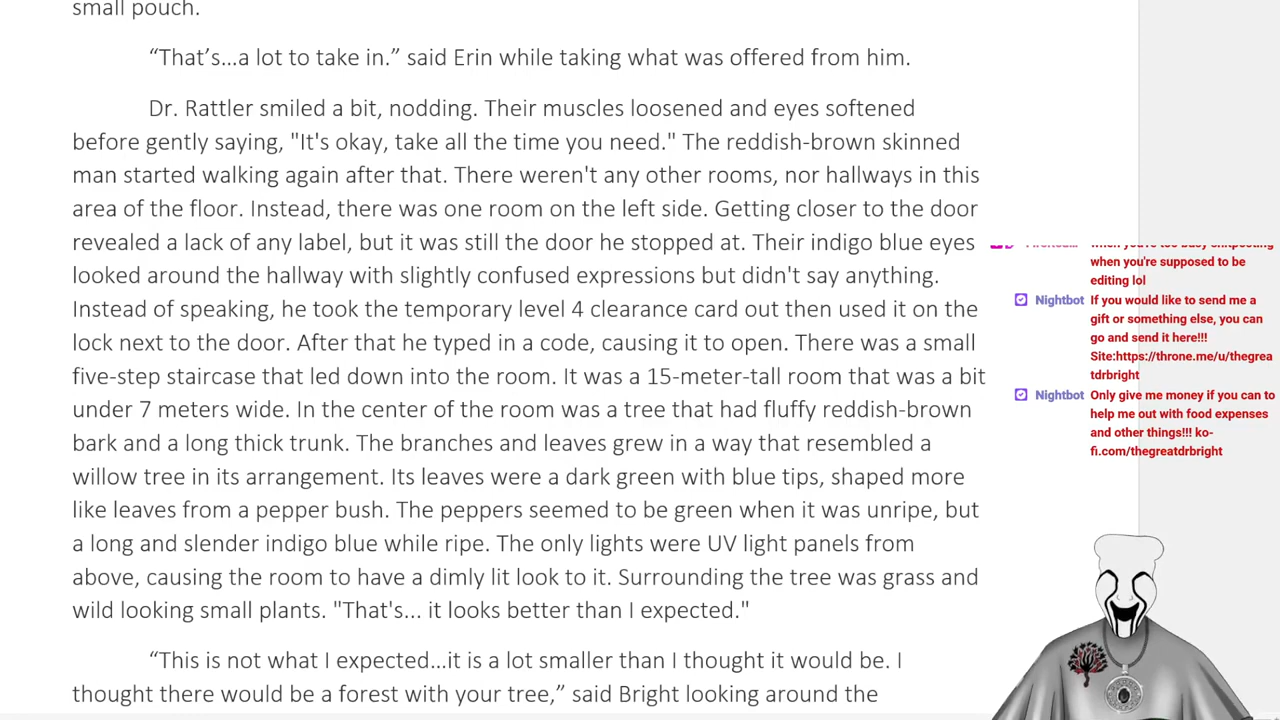 small pouch.
“That’s…a lot to take in.” said Erin while taking what was offered from him.
Dr. Rattler smiled a bit, nodding. Their muscles loosened and eyes softened
before gently saying, "It's okay, take all the time you need." The reddish-brown skinned
man started walking again after that. There weren't any other rooms, nor hallways in this
area of the floor. Instead, there was one room on the left side. Getting closer to the door
revealed a lack of any label, but it was still the door he stopped at. Their indigo blue eyes
looked around the hallway with slightly confused expressions but didn't say anything.
Instead of speaking, he took the temporary level 4 clearance card out then used it on the
lock next to the door. After that he typed in a code, causing it to open. There was a small
five-step staircase that led down into the room. It was a 15-meter-tall room that was a bit
under 7 meters wide. In the center of the room was a tree that had fluffy reddish-brown
bark and a long thick trunk. The branches and leaves grew in a way that resembled a
willow tree in its arrangement. Its leaves were a dark green with blue tips, shaped more
like leaves from a pepper bush. The peppers seemed to be green when it was unripe, but
a long and slender indigo blue while ripe. The only lights were UV light panels from
above, causing the room to have a dimly lit look to it. Surrounding the tree was grass and
wild looking small plants. "That's... it looks better than I expected."
“This is not what I expected…it is a lot smaller than I thought it would be. I
thought there would be a forest with your tree,” said Bright looking around the
when you're too busy shitposting
when you're supposed to be
editing lol
Nightbot If you would like to send me a
gift or something else, you can
go and send it here!!!
Site:https://throne.me/u/thegrea
tdrbright
Nightbot Only give me money if you can to
help me out with food expenses
and other things!!! ko-
fi.com/thegreatdrbright